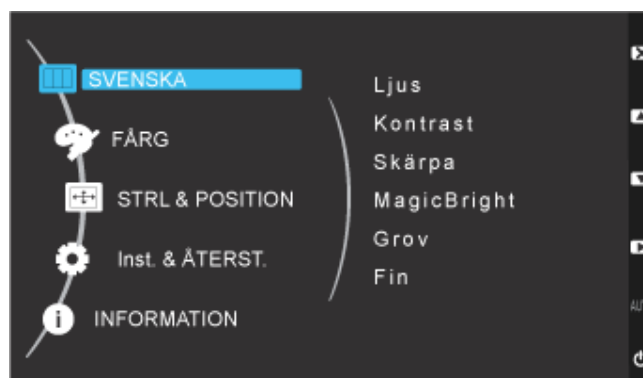 SVENSKA
FÄRG
STRL & POSITION
Inst. & ÅTERST.
INFORMATION
Ljus
Kontrast
Skärpa
MagicBright
Grov
Fin